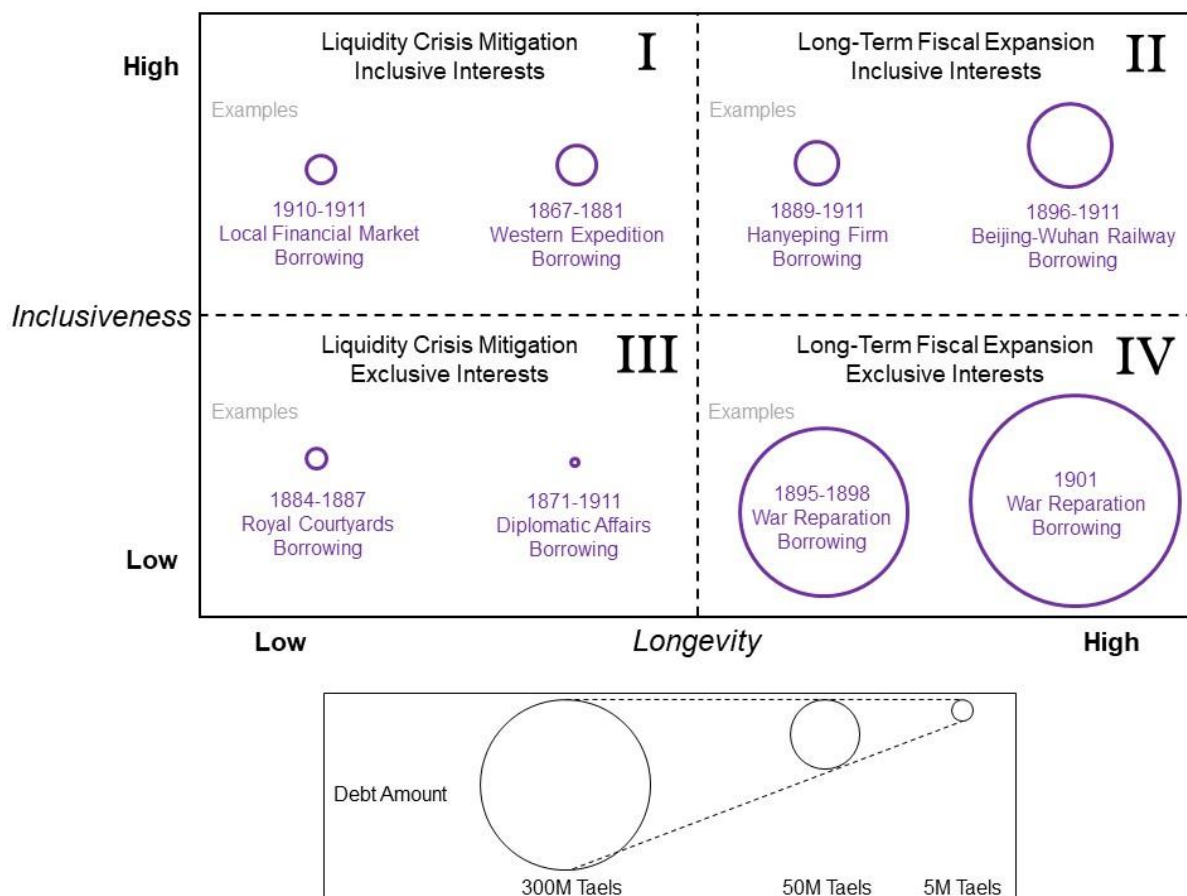 High
Liquidity Crisis Mitigation
Inclusive Interests
I
Examples
1910-1911
Local Financial Market
Borrowing
1867-1881
Western Expedition
Borrowing
Long-Term Fiscal Expansion
Inclusive Interests
II
Examples
1889-1911
Hanyeping Firm
Borrowing
1896-1911
Beijing-Wuhan Railway
Borrowing
Inclusiveness
Liquidity Crisis Mitigation
Exclusive Interests
III
Examples
1884-1887
Royal Courtyards
Borrowing
1871-1911
Diplomatic Affairs
Borrowing
Long-Term Fiscal Expansion
Exclusive Interests
IV
Examples
1895-1898
War Reparation
Borrowing
1901
War Reparation
Borrowing
Low
Low
Longevity
High
Debt Amount
300M Taels
50M Taels
5M Taels